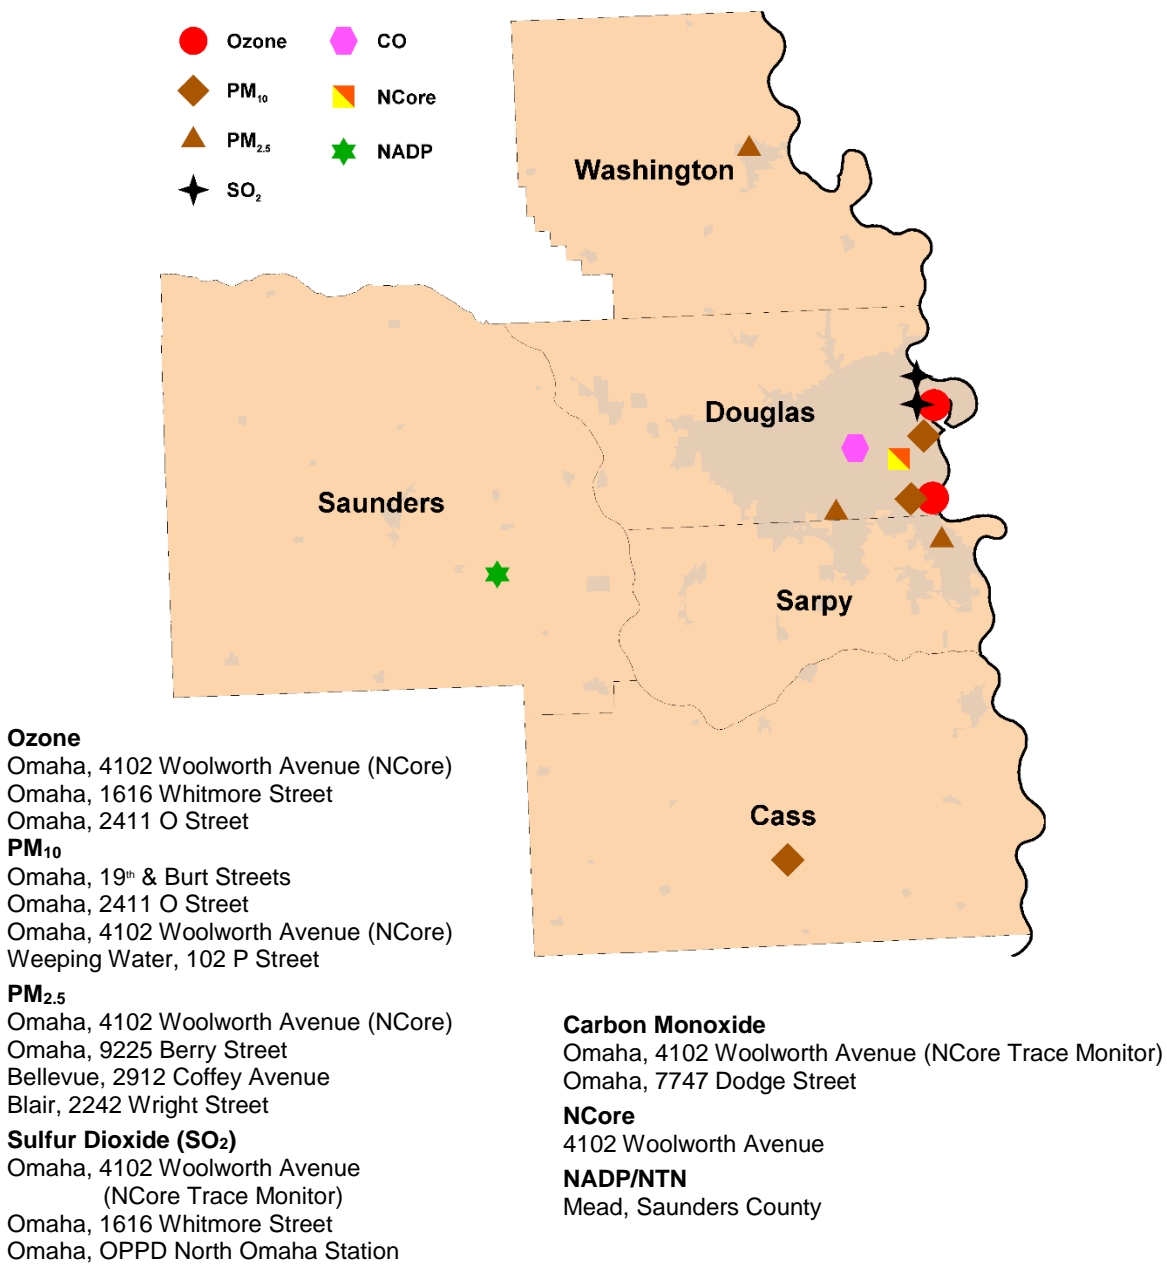 Ozone
CO
PM10
NCore
PM2.5
NADP
SO2
Washington
Douglas
Saunders
Sarpy
Cass
Ozone
Omaha, 4102 Woolworth Avenue (NCore)
Omaha, 1616 Whitmore Street
Omaha, 2411 O Street
PM10
Omaha, 19th & Burt Streets
Omaha, 2411 O Street
Omaha, 4102 Woolworth Avenue (NCore)
Weeping Water, 102 P Street
PM2.5
Omaha, 4102 Woolworth Avenue (NCore)
Omaha, 9225 Berry Street
Bellevue, 2912 Coffey Avenue
Blair, 2242 Wright Street
Sulfur Dioxide (SO2)
Omaha, 4102 Woolworth Avenue
(NCore Trace Monitor)
Omaha, 1616 Whitmore Street
Omaha, OPPD North Omaha Station
Carbon Monoxide
Omaha, 4102 Woolworth Avenue (NCore Trace Monitor)
Omaha, 7747 Dodge Street
NCore
4102 Woolworth Avenue
NADP/NTN
Mead, Saunders County